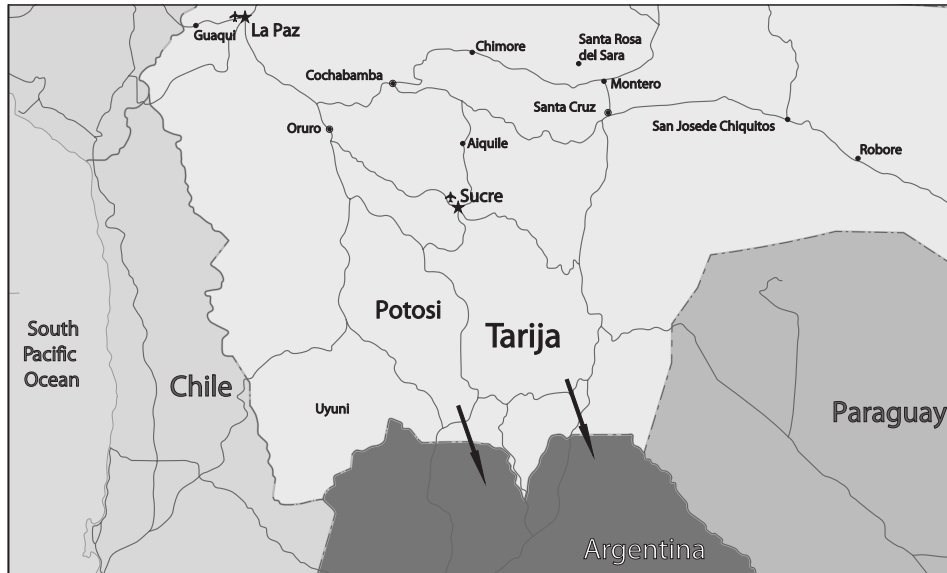 La Paz
Guaqui
Chimore
Santa Rosa
del Sara
Cochabamba
Montero
Santa Cruz
Oruro
San Josede Chiquitos
Aiquile
Robore
Sucre
Potosi
Tarija
South
Pacific
Ocean
Chile
Uyuni
Paraguay
Argentina